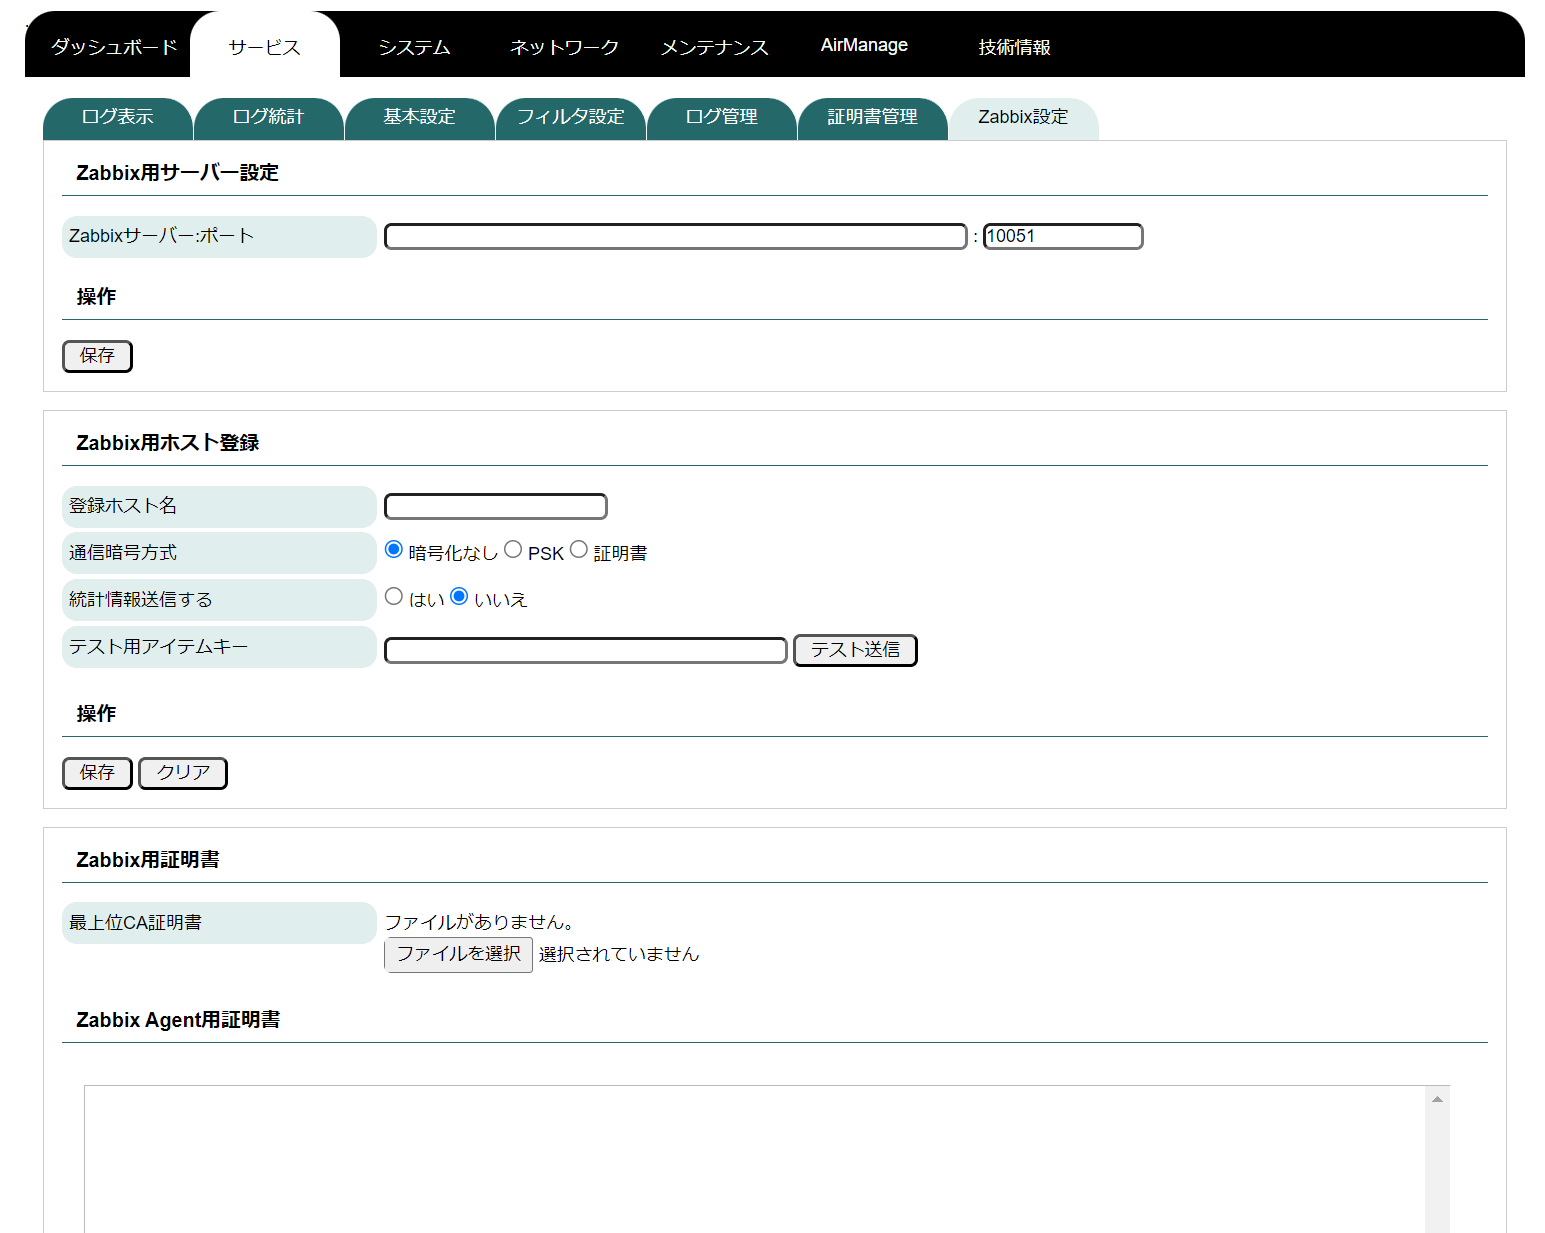 ダッシュボード サービス システム ネットワーク メンテナンス AirManage 技術情報
ログ表示 ログ統計 基本設定 フィルタ設定 ログ管理 証明書管理 Zabbix設定
Zabbix用サーバー設定
Zabbixサーバー:ポート : 10051
操作
保存
Zabbix用ホスト登録
登録ホスト名
通信暗号方式 暗号化なし PSK 証明書
統計情報送信する はい いいえ
テスト用アイテムキー テスト送信
操作
保存 クリア
Zabbix用証明書
最上位CA証明書 ファイルがありません。
ファイルを選択 選択されていません
Zabbix Agent用証明書